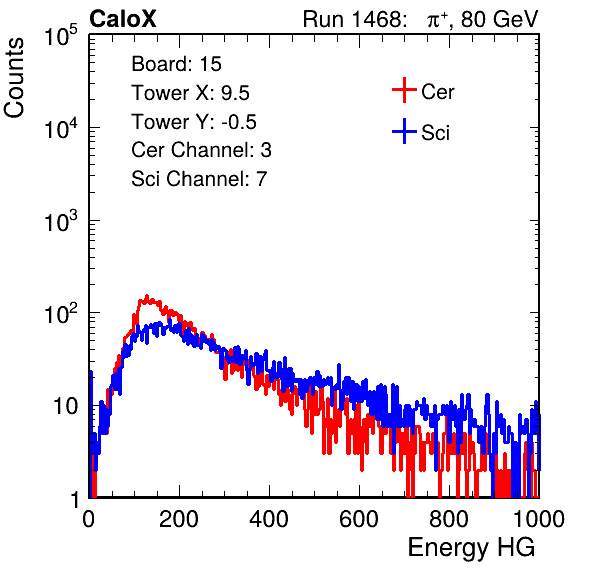 CaloX Run 1468: π⁺, 80 GeV
Counts
10⁵
10⁴
10³
10²
10
1
Board: 15
Tower X: 9.5
Tower Y: -0.5
Cer Channel: 3
Sci Channel: 7
Cer
Sci
0 200 400 600 800 1000
Energy HG